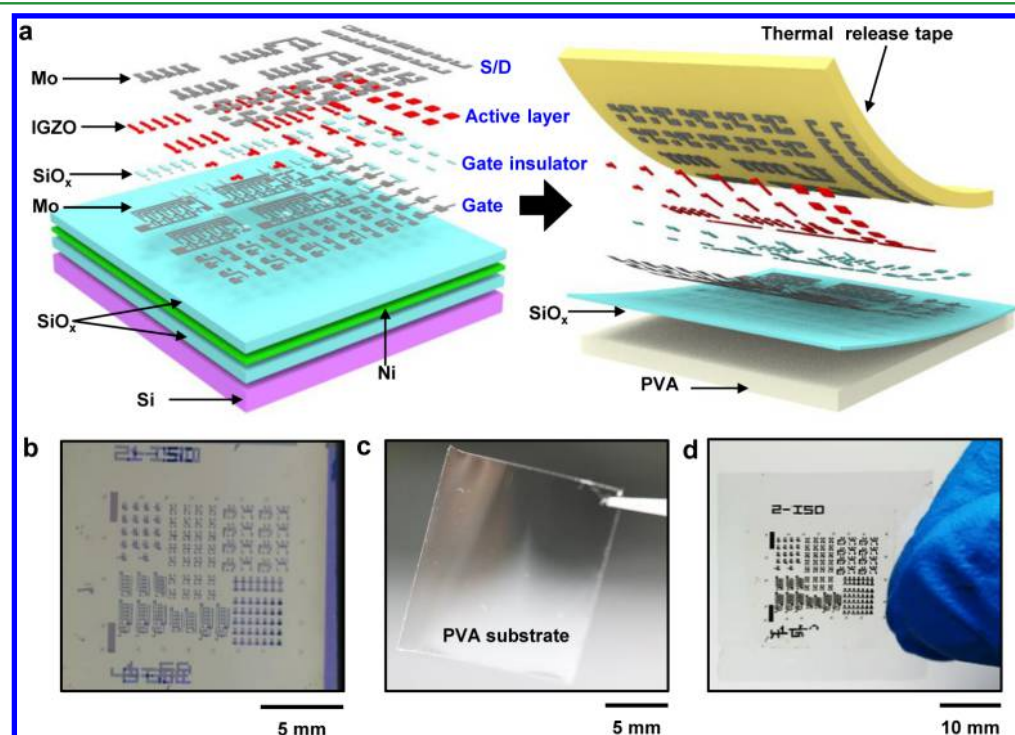 a
Thermal release tape
Mo
S/D
IGZO
Active layer
SiOₓ
Gate insulator
Mo
Gate
SiOₓ
Ni
Si
SiOₓ
PVA
b
c
d
2-ISO
PVA substrate
5 mm
5 mm
10 mm